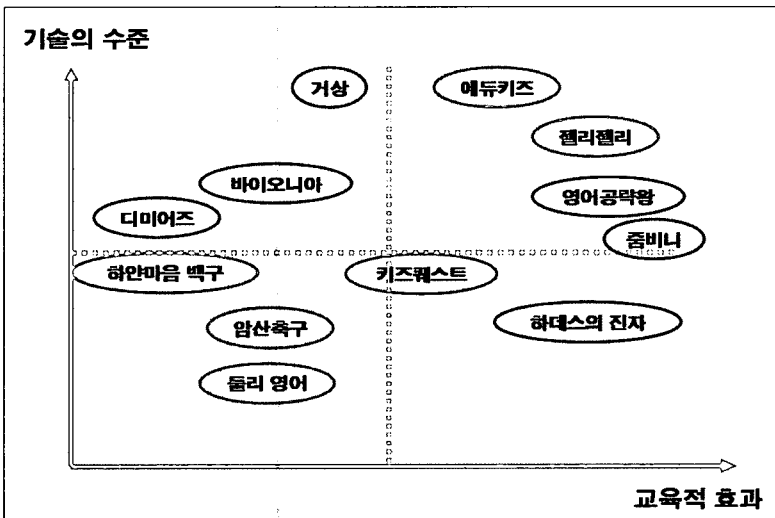 기술의 수준
거상
에듀키즈
젤리젤리
바이오니아
영어공략왕
디미어즈
줌비니
하얀마음 백구
키즈퀘스트
암산축구
하데스의 진자
둘리 영어
교육적 효과